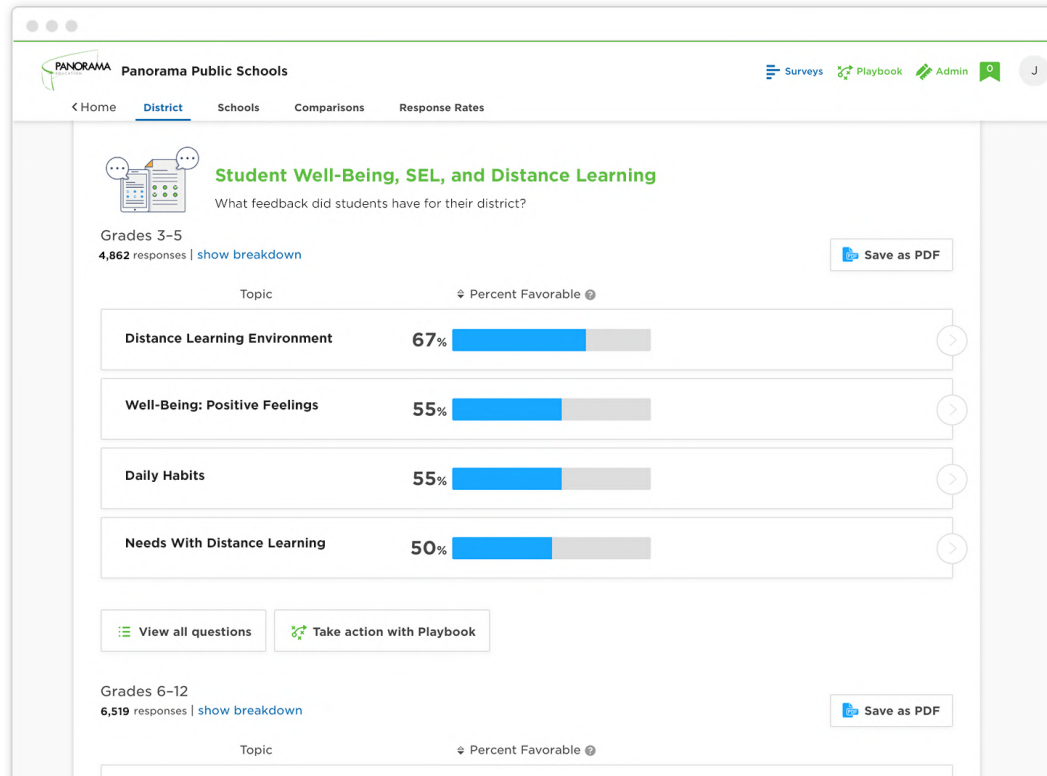 PANORAMA
EDUCATION
Panorama Public Schools
Surveys
Playbook
Admin
0
J
< Home
District
Schools
Comparisons
Response Rates
Student Well-Being, SEL, and Distance Learning
What feedback did students have for their district?
Grades 3–5
4,862 responses | show breakdown
Save as PDF
Topic
Percent Favorable ?
Distance Learning Environment
67%
Well-Being: Positive Feelings
55%
Daily Habits
55%
Needs With Distance Learning
50%
View all questions
Take action with Playbook
Grades 6–12
6,519 responses | show breakdown
Save as PDF
Topic
Percent Favorable ?